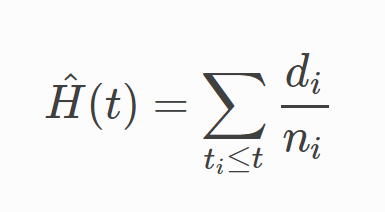 Ĥ(t) = ∑_{t_i≤t} d_i/n_i